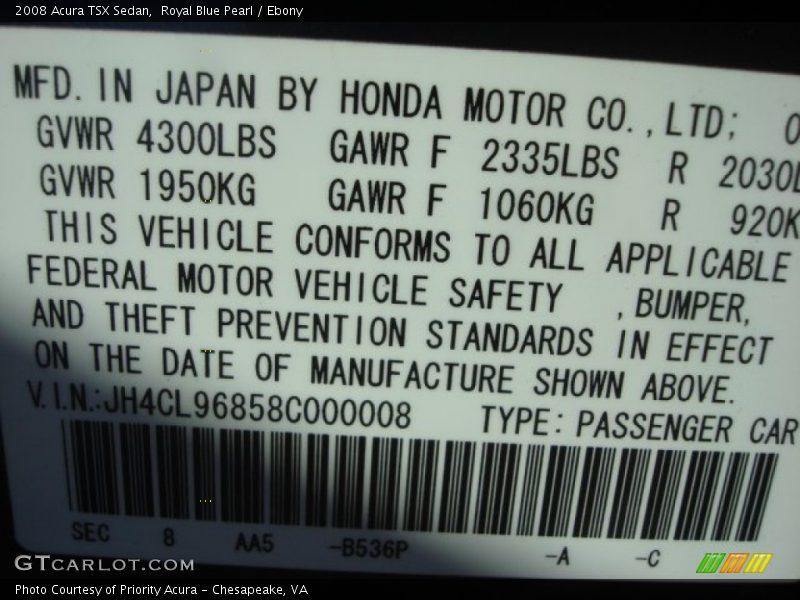 2008 Acura TSX Sedan,  Royal Blue Pearl / Ebony
MFD. IN JAPAN BY HONDA MOTOR CO.,LTD;
GVWR 4300LBS GAWR F 2335LBS R 2030L
GVWR 1950KG GAWR F 1060KG R 920K
THIS VEHICLE CONFORMS TO ALL APPLICABLE
FEDERAL MOTOR VEHICLE SAFETY ,BUMPER,
AND THEFT PREVENTION STANDARDS IN EFFECT
ON THE DATE OF MANUFACTURE SHOWN ABOVE.
V.I.N.:JH4CL96858C000008 TYPE: PASSENGER CAR
SEC 8 AA5 -B536P -A -C
GTCARLOT.COM
Photo Courtesy of Priority Acura - Chesapeake, VA